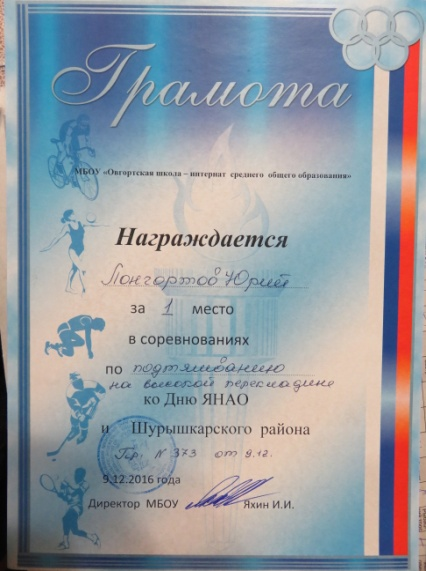 Грамота
МБОУ «Овгортская школа – интернат среднего общего образования»
Награждается
Лонгортов Юрий
за 1 место
в соревнованиях
по подтягиванию
на высокой перекладине
ко Дню ЯНАО
и Шурышкарского района
Пр. N 373 от 9.12.
9.12.2016 года
Директор МБОУ Яхин И.И.